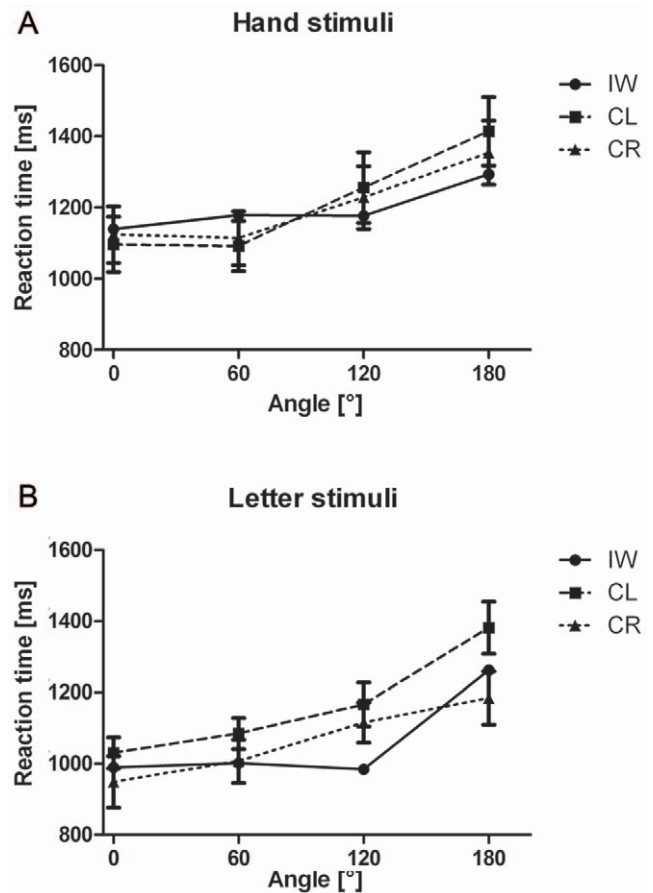 A
Hand stimuli
1600
1400
1200
1000
800
Reaction time [ms]
0 60 120 180
Angle [°]
IW
CL
CR
B
Letter stimuli
1600
1400
1200
1000
800
Reaction time [ms]
0 60 120 180
Angle [°]
IW
CL
CR